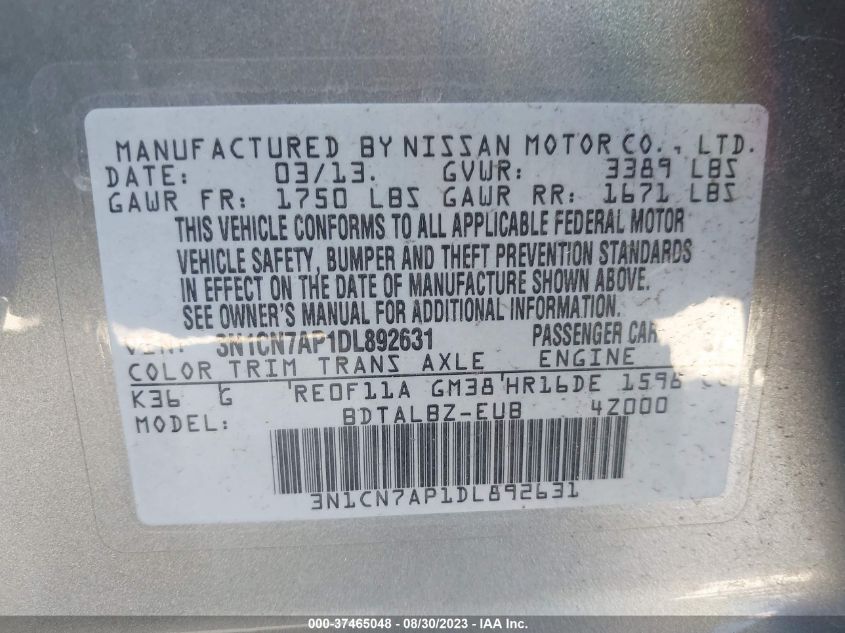 MANUFACTURED BY NISSAN MOTOR CO., LTD.
DATE: 03/13. GVWR: 3389 LBS
GAWR FR: 1750 LBS GAWR RR: 1671 LBS
THIS VEHICLE CONFORMS TO ALL APPLICABLE FEDERAL MOTOR
VEHICLE SAFETY, BUMPER AND THEFT PREVENTION STANDARDS
IN EFFECT ON THE DATE OF MANUFACTURE SHOWN ABOVE.
SEE OWNER'S MANUAL FOR ADDITIONAL INFORMATION.
3N1CN7AP1DL892631 PASSENGER CAR
COLOR TRIM TRANS AXLE ENGINE
K36 G RE0F11A GM38 HR16DE 1598
MODEL: BDTALBZ-EUB 4Z000
3N1CN7AP1DL892631
000-37465048 - 08/30/2023 - IAA Inc.